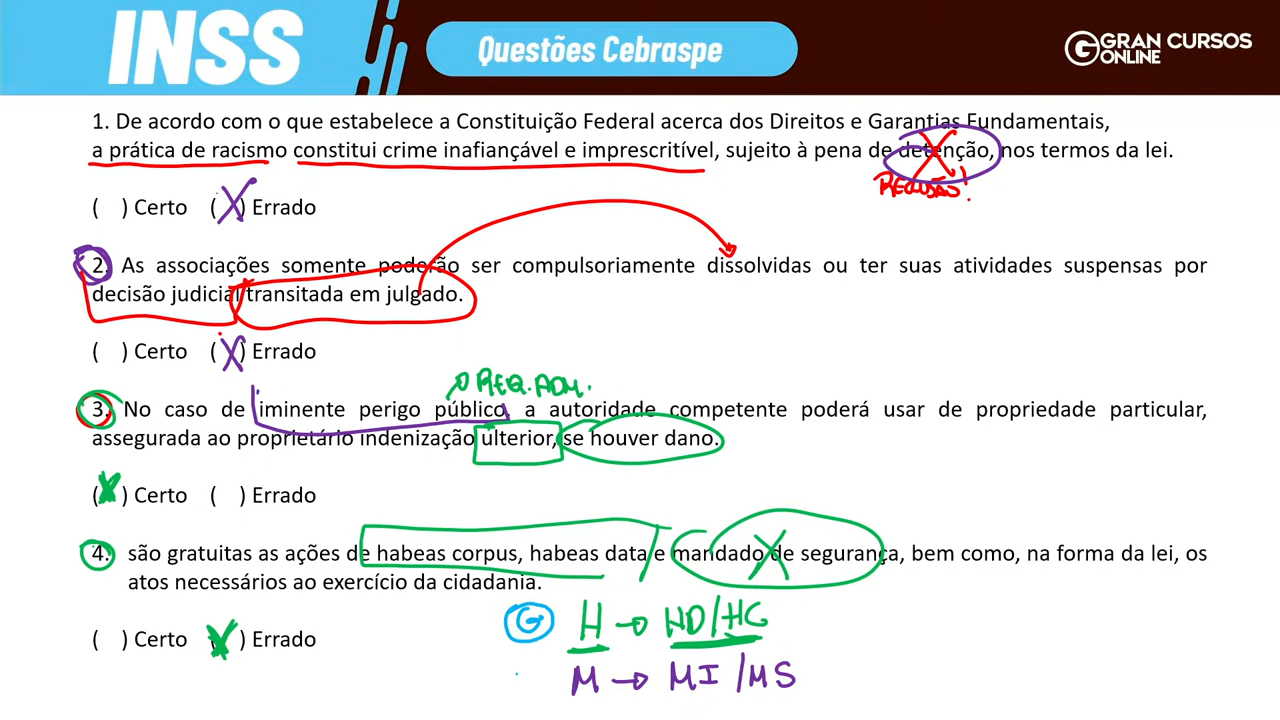 INSS
Questões Cebraspe
GRAN CURSOS
ONLINE
1. De acordo com o que estabelece a Constituição Federal acerca dos Direitos e Garantias Fundamentais,
a prática de racismo constitui crime inafiançável e imprescritível, sujeito à pena de detenção, nos termos da lei.
RECLUSÃO!
( ) Certo (X) Errado
2. As associações somente poderão ser compulsoriamente dissolvidas ou ter suas atividades suspensas por
decisão judicial transitada em julgado.
( ) Certo (X) Errado
REQ. ADM.
3. No caso de iminente perigo público, a autoridade competente poderá usar de propriedade particular,
assegurada ao proprietário indenização ulterior, se houver dano.
(X) Certo ( ) Errado
4. são gratuitas as ações de habeas corpus, habeas data e mandado de segurança, bem como, na forma da lei, os
atos necessários ao exercício da cidadania.
G H → HD/HC
( ) Certo (X) Errado
M → MI/MS